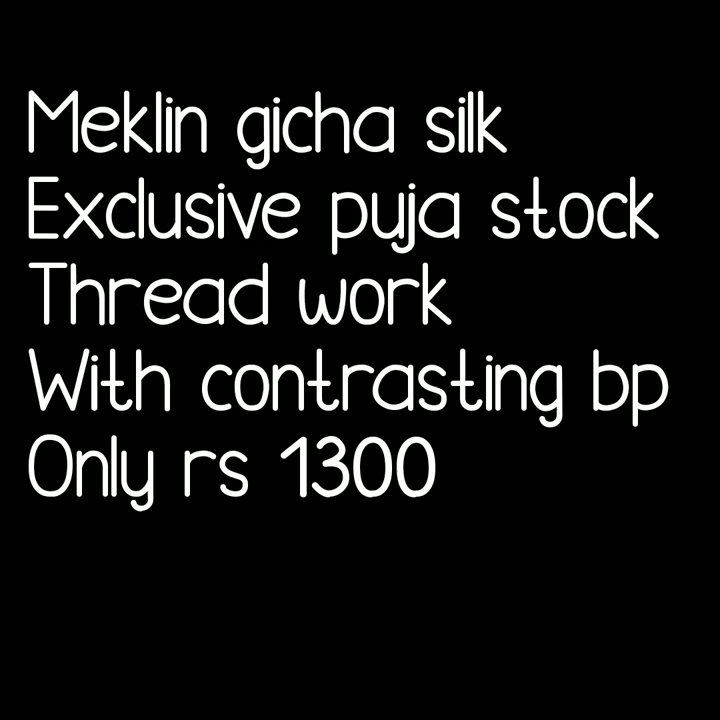 Meklin gicha silk
Exclusive puja stock
Thread work
With contrasting bp
Only rs 1300